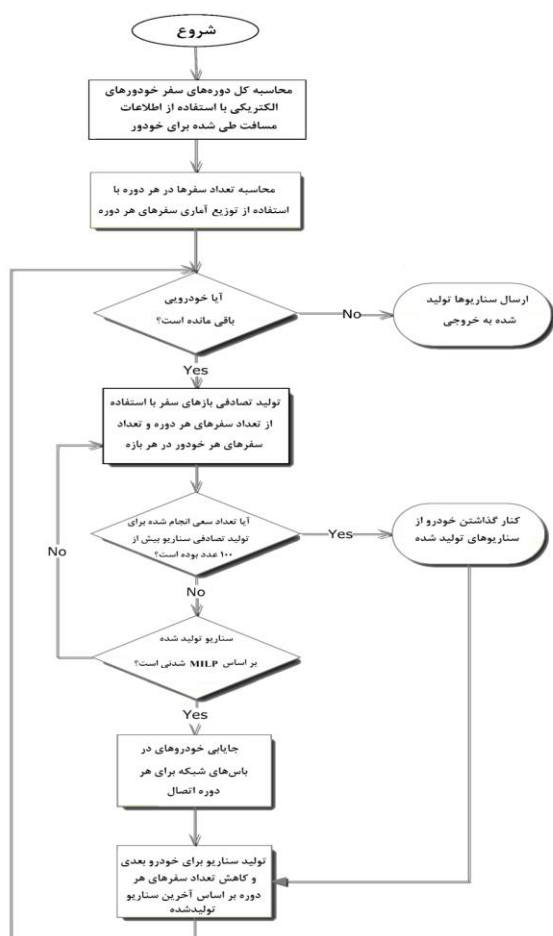 شروع
محاسبه کل دوره‌های سفر خودورهای
الکتریکی با استفاده از اطلاعات
مسافت طی شده برای خودور
محاسبه تعداد سفرها در هر دوره با
استفاده از توزیع آماری سفرهای هر دوره
آیا خودرویی
باقی مانده است؟
No
ارسال سناریوها تولید
شده به خروجی
Yes
تولید تصادفی بازهای سفر با استفاده
از تعداد سفرهای هر دوره و تعداد
سفرهای هر خودور در هر بازه
آیا تعداد سعی انجام شده برای
تولید تصادفی سناریو بیش از
۱۰۰ عدد بوده است؟
Yes
کنار گذاشتن خودرو از
سناریوهای تولید شده
No
No
سناریو تولید شده
بر اساس MILP شدنی است؟
Yes
جایابی خودروهای در
باس‌های شبکه برای هر
دوره اتصال
تولید سناریو برای خودرو بعدی
و کاهش تعداد سفرهای هر
دوره بر اساس آخرین سناریو
تولیدشده